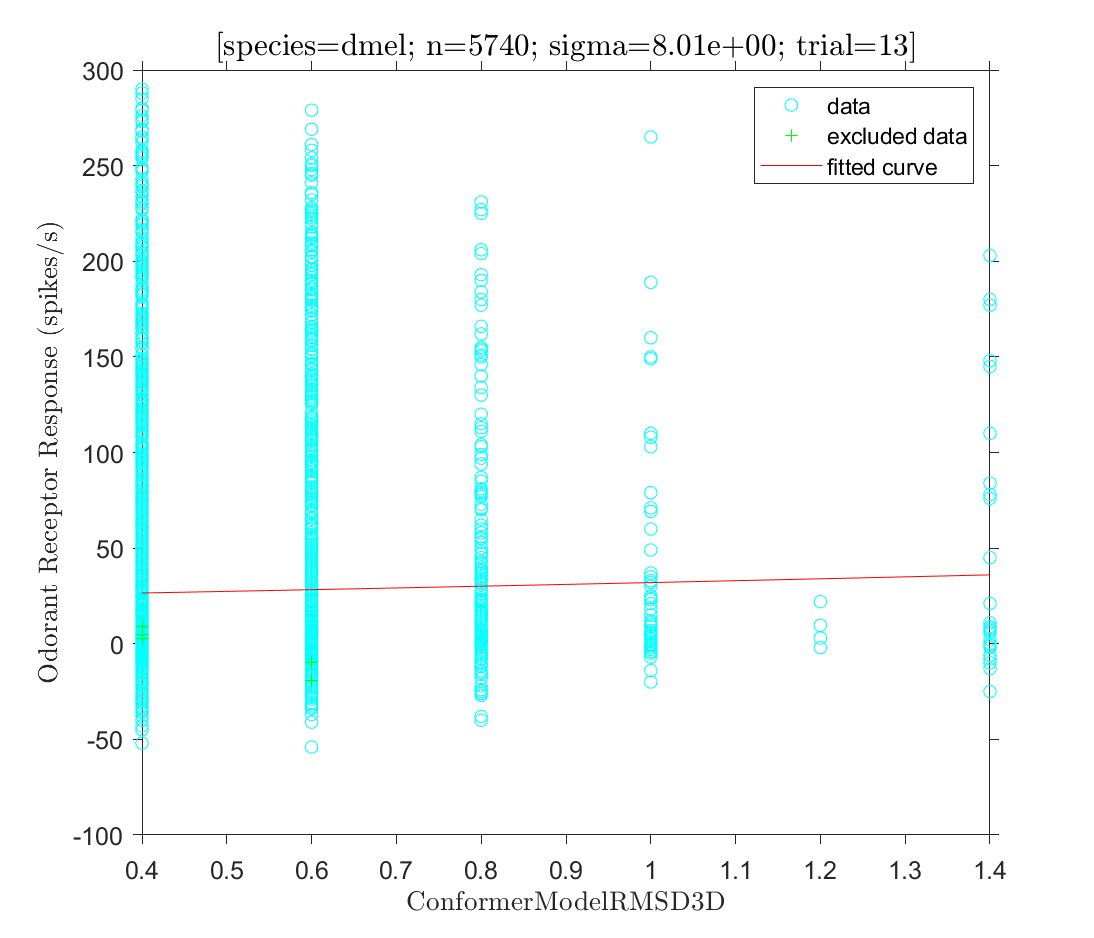 [species=dmel; n=5740; sigma=8.01e+00; trial=13]
300
250
200
150
100
50
0
-50
-100
Odorant Receptor Response (spikes/s)
data
excluded data
fitted curve
0.4 0.5 0.6 0.7 0.8 0.9 1 1.1 1.2 1.3 1.4
ConformerModelRMSD3D